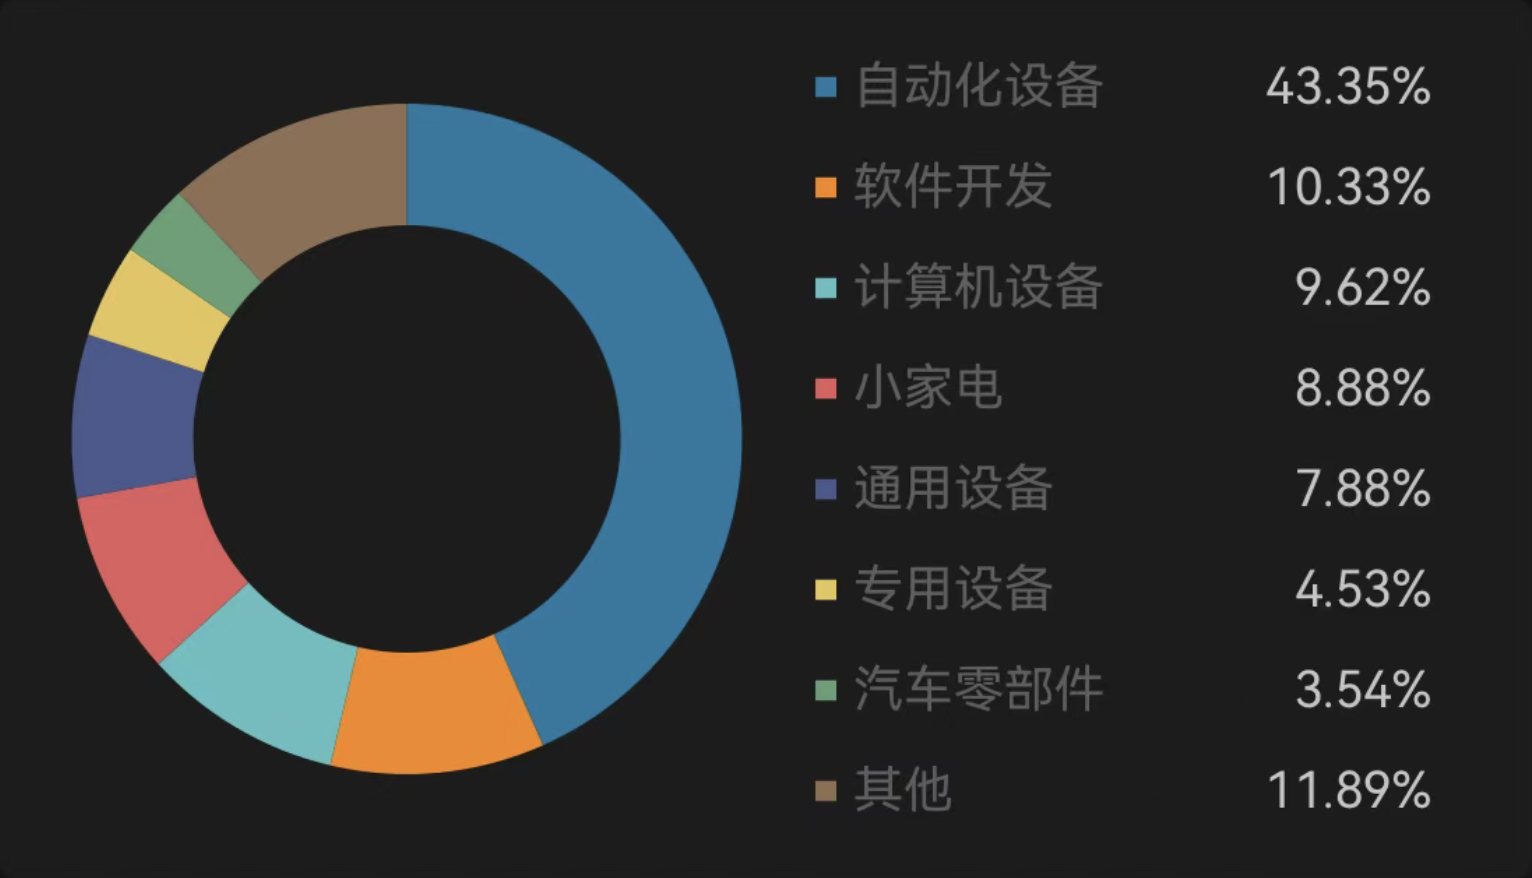 自动化设备 43.35%
软件开发 10.33%
计算机设备 9.62%
小家电 8.88%
通用设备 7.88%
专用设备 4.53%
汽车零部件 3.54%
其他 11.89%